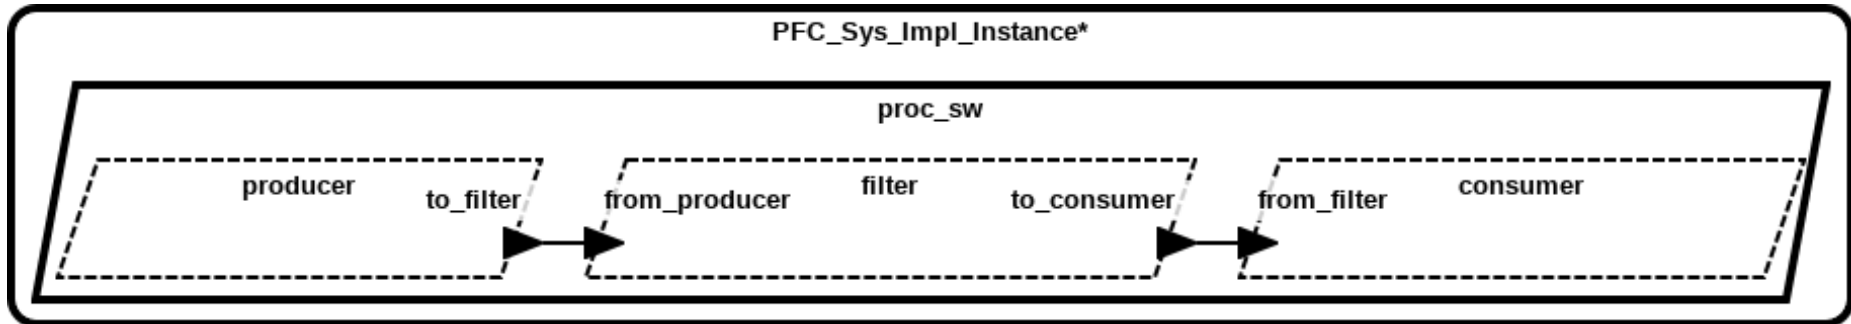 PFC_Sys_Impl_Instance*
proc_sw
producer
to_filter
from_producer
filter
to_consumer
from_filter
consumer